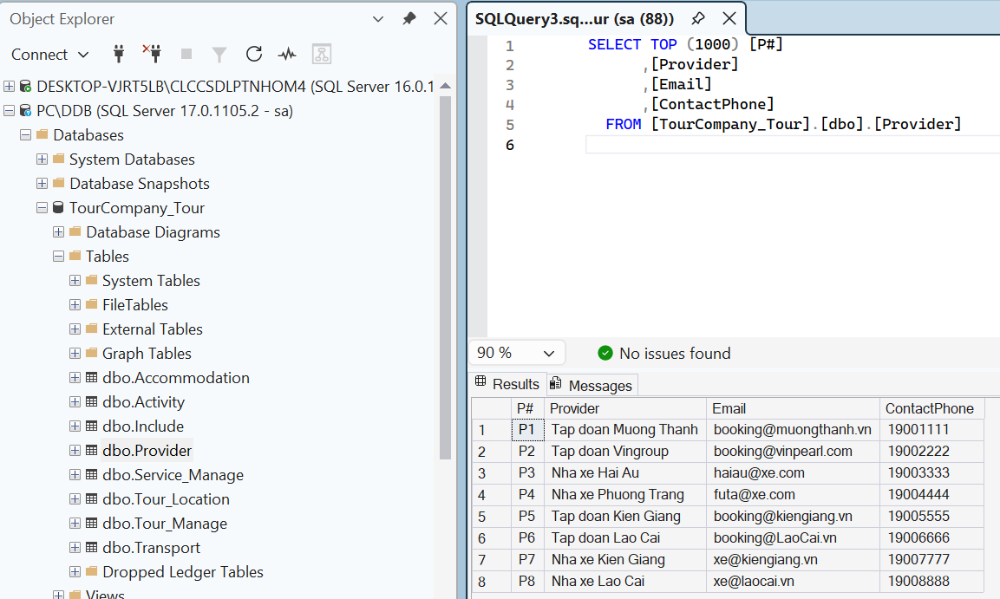 Object Explorer
Connect
DESKTOP-VJRT5LB\CLCCSDLPTNHOM4 (SQL Server 16.0.1
PC\DDB (SQL Server 17.0.1105.2 - sa)
Databases
System Databases
Database Snapshots
TourCompany_Tour
Database Diagrams
Tables
System Tables
FileTables
External Tables
Graph Tables
dbo.Accommodation
dbo.Activity
dbo.Include
dbo.Provider
dbo.Service_Manage
dbo.Tour_Location
dbo.Tour_Manage
dbo.Transport
Dropped Ledger Tables
Views
SQLQuery3.sq...ur (sa (88))
1 SELECT TOP (1000) [P#]
2 ,[Provider]
3 ,[Email]
4 ,[ContactPhone]
5 FROM [TourCompany_Tour].[dbo].[Provider]
6
90 % No issues found
Results Messages
P# Provider Email ContactPhone
1 P1 Tap doan Muong Thanh booking@muongthanh.vn 19001111
2 P2 Tap doan Vingroup booking@vinpearl.com 19002222
3 P3 Nha xe Hai Au haiau@xe.com 19003333
4 P4 Nha xe Phuong Trang futa@xe.com 19004444
5 P5 Tap doan Kien Giang booking@kiengiang.vn 19005555
6 P6 Tap doan Lao Cai booking@LaoCai.vn 19006666
7 P7 Nha xe Kien Giang xe@kiengiang.vn 19007777
8 P8 Nha xe Lao Cai xe@laocai.vn 19008888